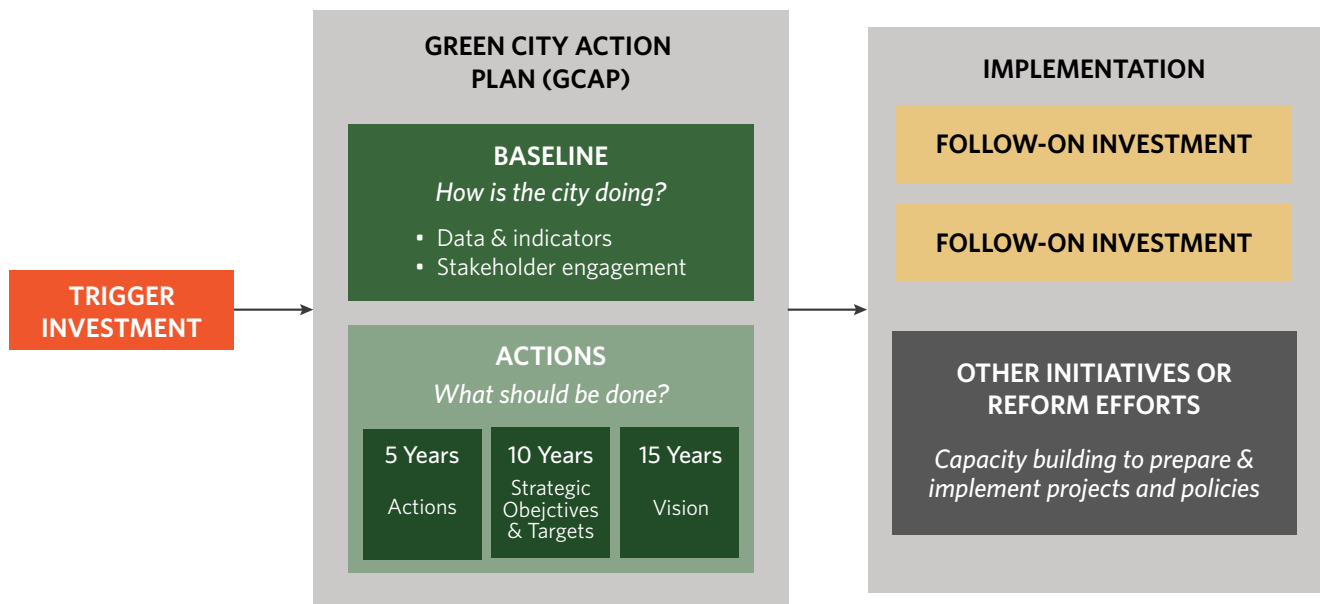 TRIGGER
INVESTMENT
GREEN CITY ACTION
PLAN (GCAP)
BASELINE
How is the city doing?
• Data & indicators
• Stakeholder engagement
ACTIONS
What should be done?
5 Years
Actions
10 Years
Strategic
Obejctives
& Targets
15 Years
Vision
IMPLEMENTATION
FOLLOW-ON INVESTMENT
FOLLOW-ON INVESTMENT
OTHER INITIATIVES OR
REFORM EFFORTS
Capacity building to prepare &
implement projects and policies